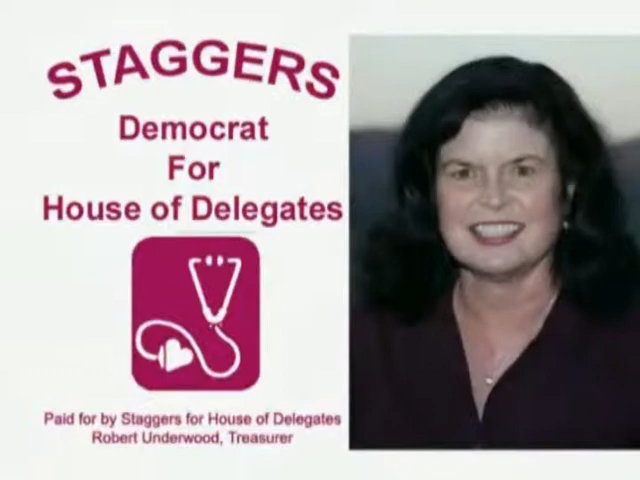 STAGGERS
Democrat
For
House of Delegates
Paid for by Staggers for House of Delegates
Robert Underwood, Treasurer